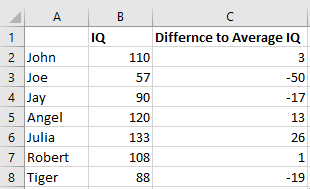 A B C
1 IQ Differnce to Average IQ
2 John 110 3
3 Joe 57 -50
4 Jay 90 -17
5 Angel 120 13
6 Julia 133 26
7 Robert 108 1
8 Tiger 88 -19